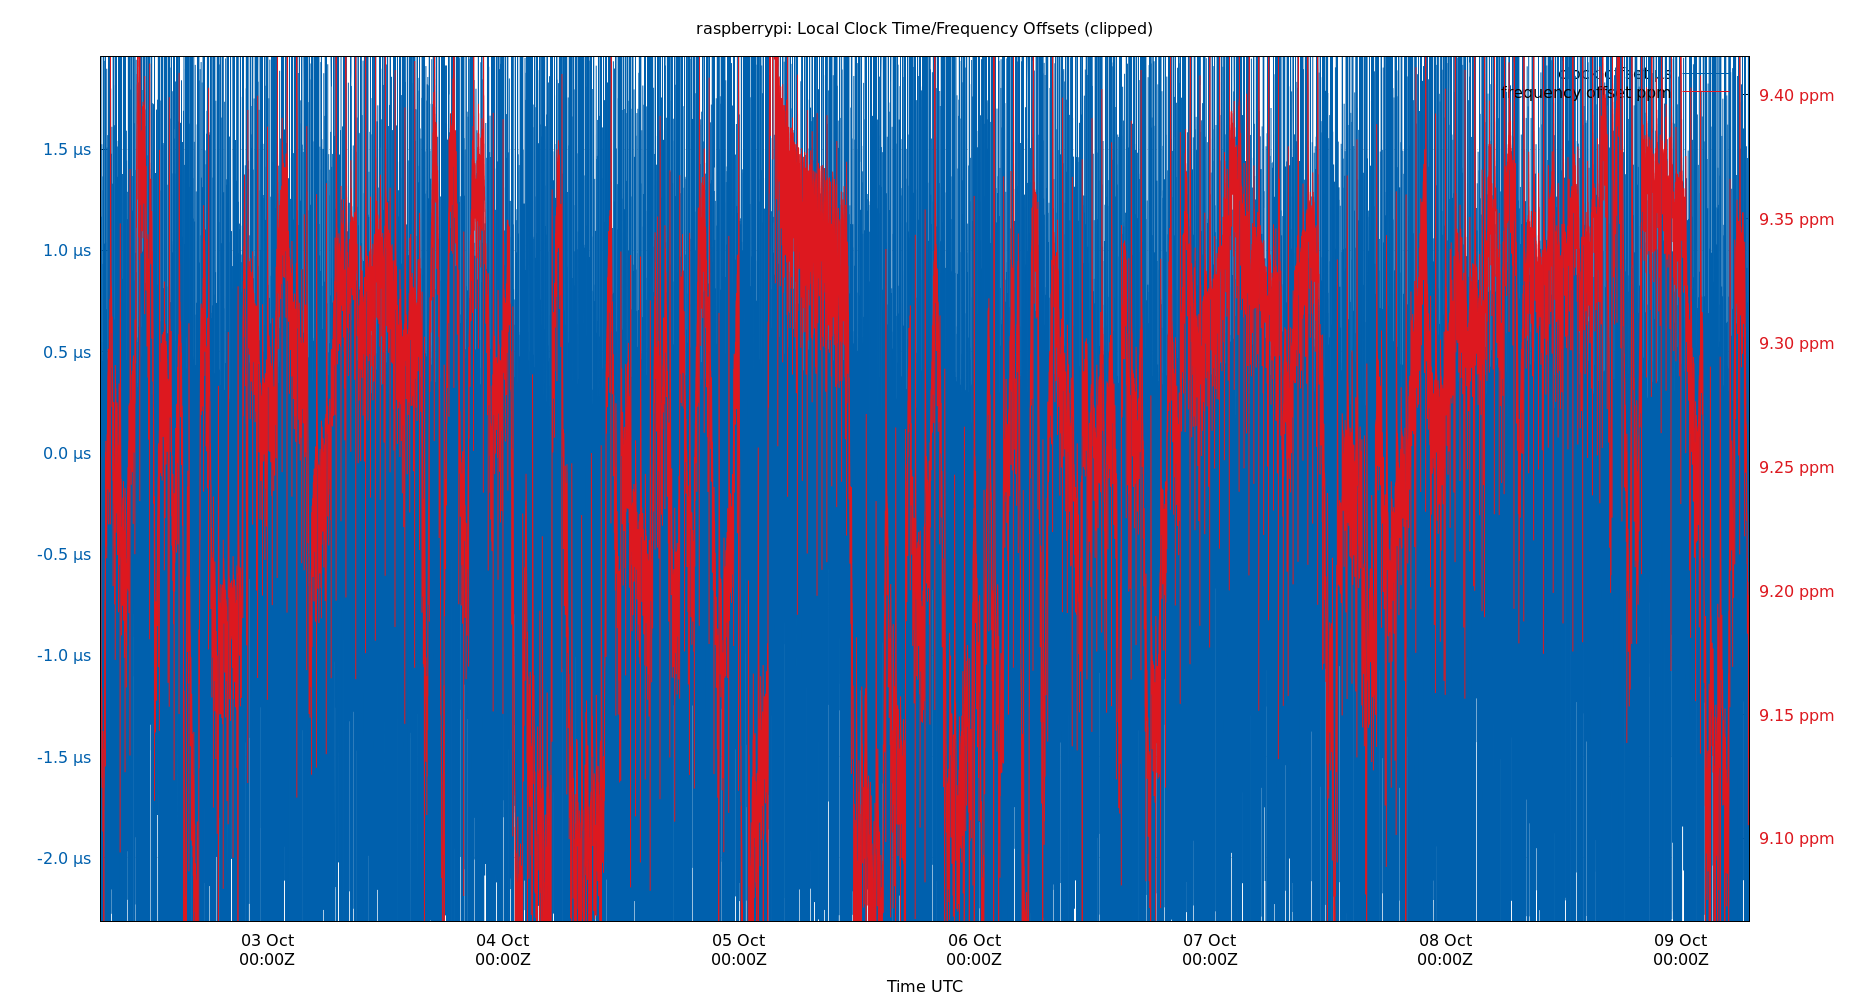 raspberrypi: Local Clock Time/Frequency Offsets (clipped)
clock offset µs
frequency offset ppm
1.5 µs
1.0 µs
0.5 µs
0.0 µs
-0.5 µs
-1.0 µs
-1.5 µs
-2.0 µs
9.40 ppm
9.35 ppm
9.30 ppm
9.25 ppm
9.20 ppm
9.15 ppm
9.10 ppm
03 Oct 04 Oct 05 Oct 06 Oct 07 Oct 08 Oct 09 Oct
00:00Z 00:00Z 00:00Z 00:00Z 00:00Z 00:00Z 00:00Z
Time UTC